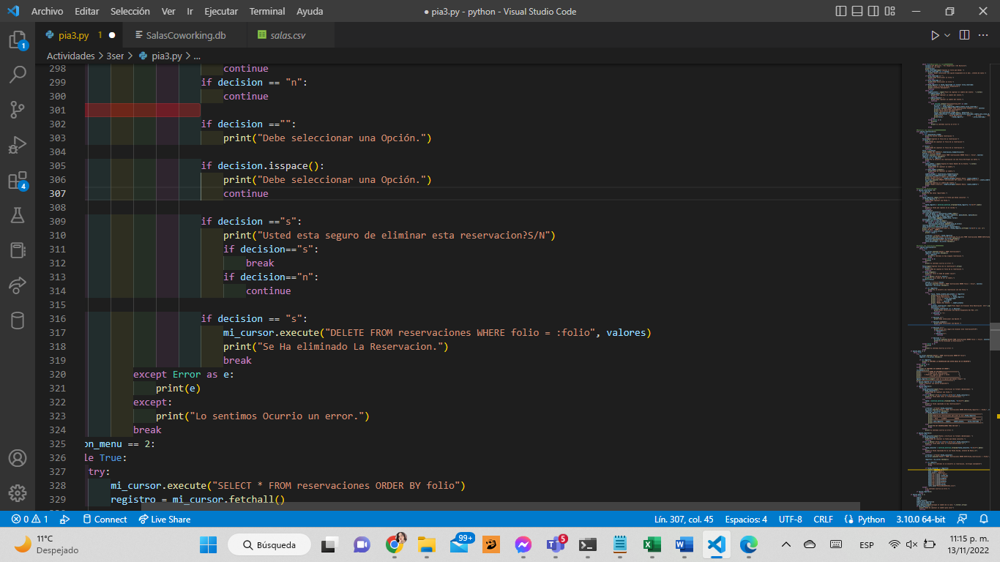 Archivo Editar Selección Ver Ir Ejecutar Terminal Ayuda ● pia3.py - python - Visual Studio Code
pia3.py 1 ● SalasCoworking.db salas.csv
Actividades > 3ser > pia3.py > ...
298 continue
299 if decision == "n":
300 continue
301
302 if decision =="":
303 print("Debe seleccionar una Opción.")
304
305 if decision.isspace():
306 print("Debe seleccionar una Opción.")
307 continue
308
309 if decision =="s":
310 print("Usted esta seguro de eliminar esta reservacion?S/N")
311 if decision=="s":
312 break
313 if decision=="n":
314 continue
315
316 if decision == "s":
317 mi_cursor.execute("DELETE FROM reservaciones WHERE folio = :folio", valores)
318 print("Se Ha eliminado La Reservacion.")
319 break
320 except Error as e:
321 print(e)
322 except:
323 print("Lo sentimos Ocurrio un error.")
324 break
325 on_menu == 2:
326 le True:
327 try:
328 mi_cursor.execute("SELECT * FROM reservaciones ORDER BY folio")
329 registro = mi_cursor.fetchall()
1
4
0 1 Connect Live Share Lín. 307, col. 45 Espacios: 4 UTF-8 CRLF Python 3.10.0 64-bit
11°C
Despejado
Búsqueda
99+
5
ESP
11:15 p. m.
13/11/2022